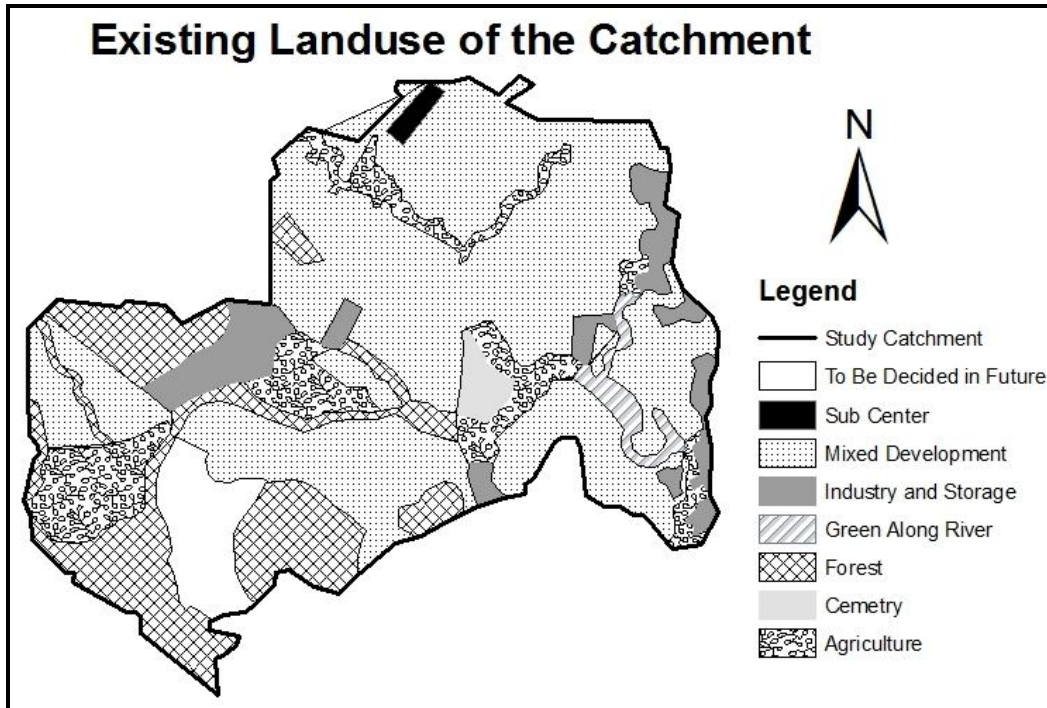 Existing Landuse of the Catchment
N
Legend
Study Catchment
To Be Decided in Future
Sub Center
Mixed Development
Industry and Storage
Green Along River
Forest
Cemetry
Agriculture